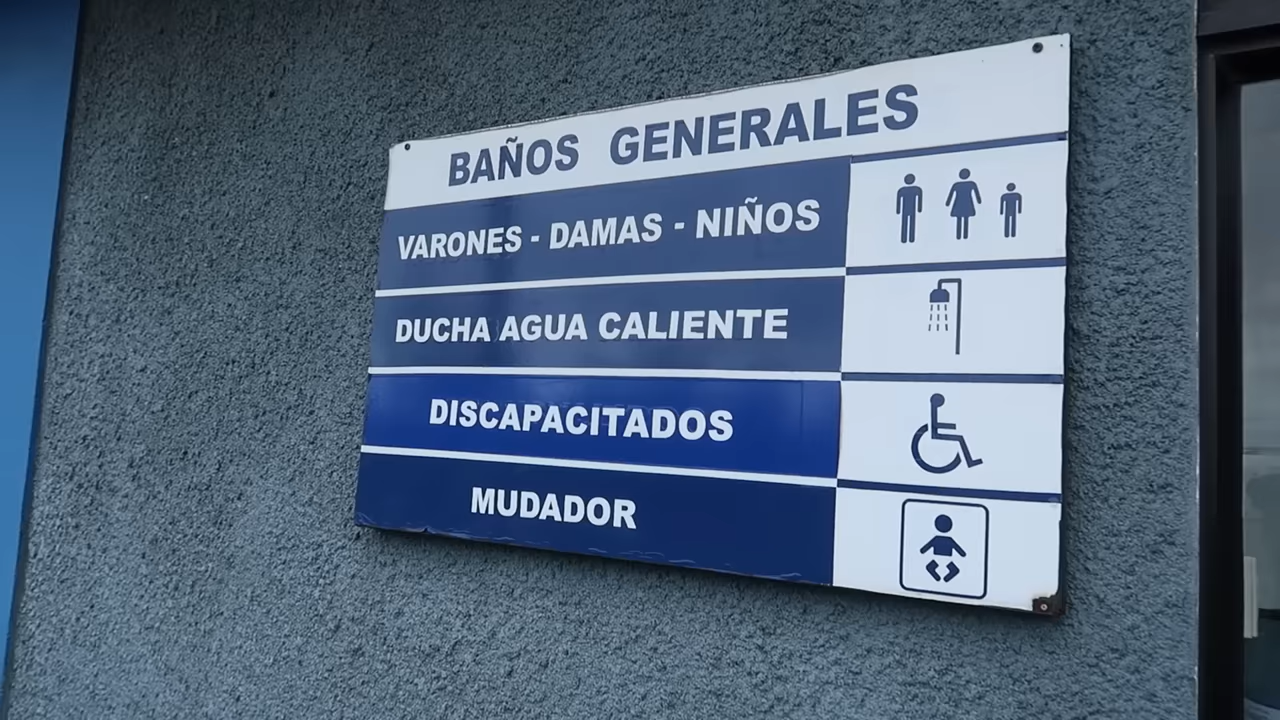 BAÑOS GENERALES
VARONES - DAMAS - NIÑOS
DUCHA AGUA CALIENTE
DISCAPACITADOS
MUDADOR